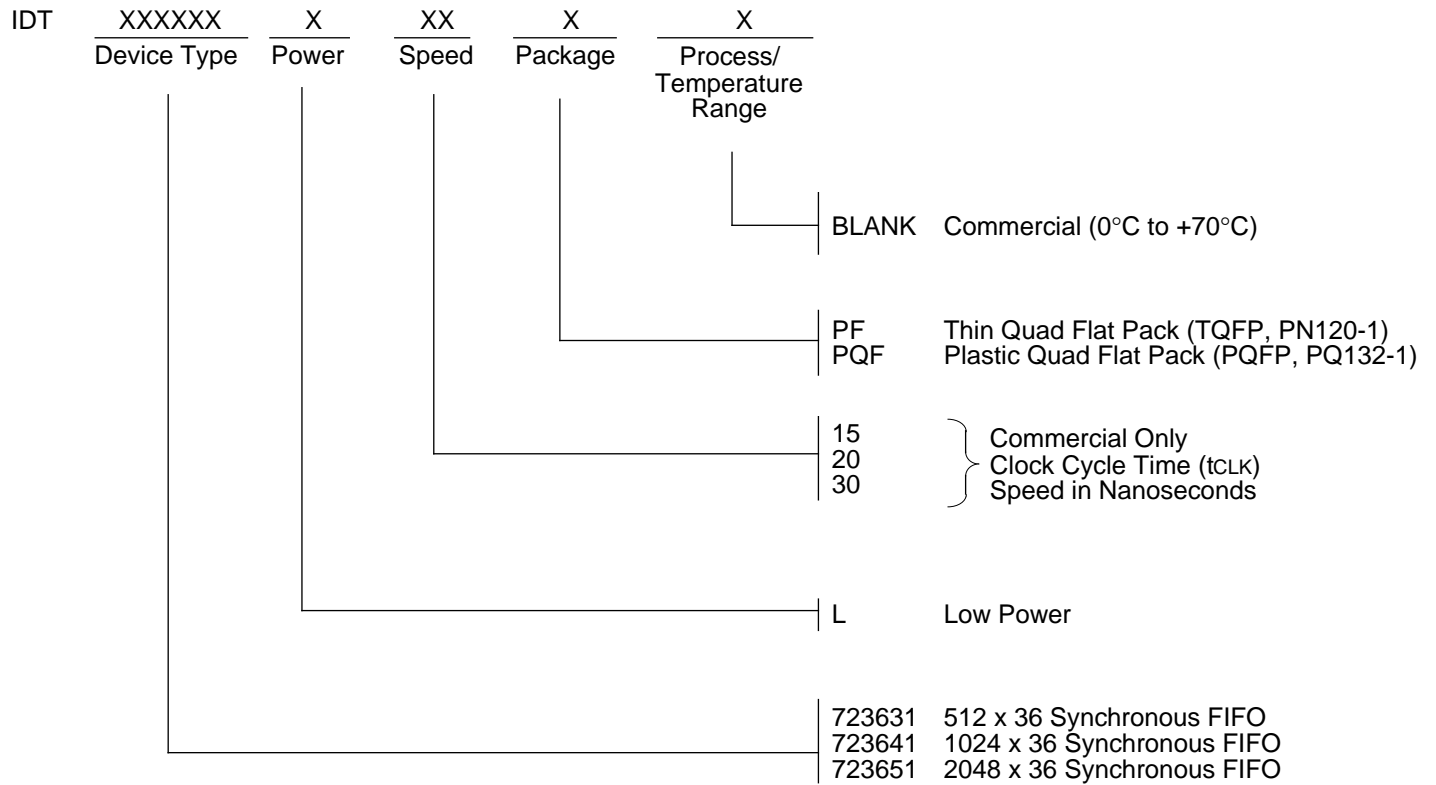 IDT XXXXXX X XX X X
Device Type Power Speed Package Process/
Temperature
Range
BLANK Commercial (0°C to +70°C)
PF Thin Quad Flat Pack (TQFP, PN120-1)
PQF Plastic Quad Flat Pack (PQFP, PQ132-1)
15 Commercial Only
20 Clock Cycle Time (tCLK)
30 Speed in Nanoseconds
L Low Power
723631 512 x 36 Synchronous FIFO
723641 1024 x 36 Synchronous FIFO
723651 2048 x 36 Synchronous FIFO